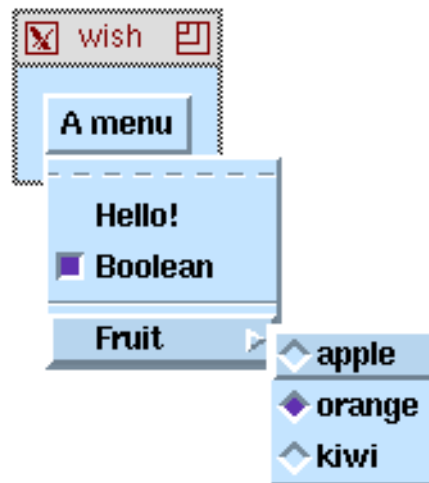 wish
A menu
Hello!
Boolean
Fruit
apple
orange
kiwi